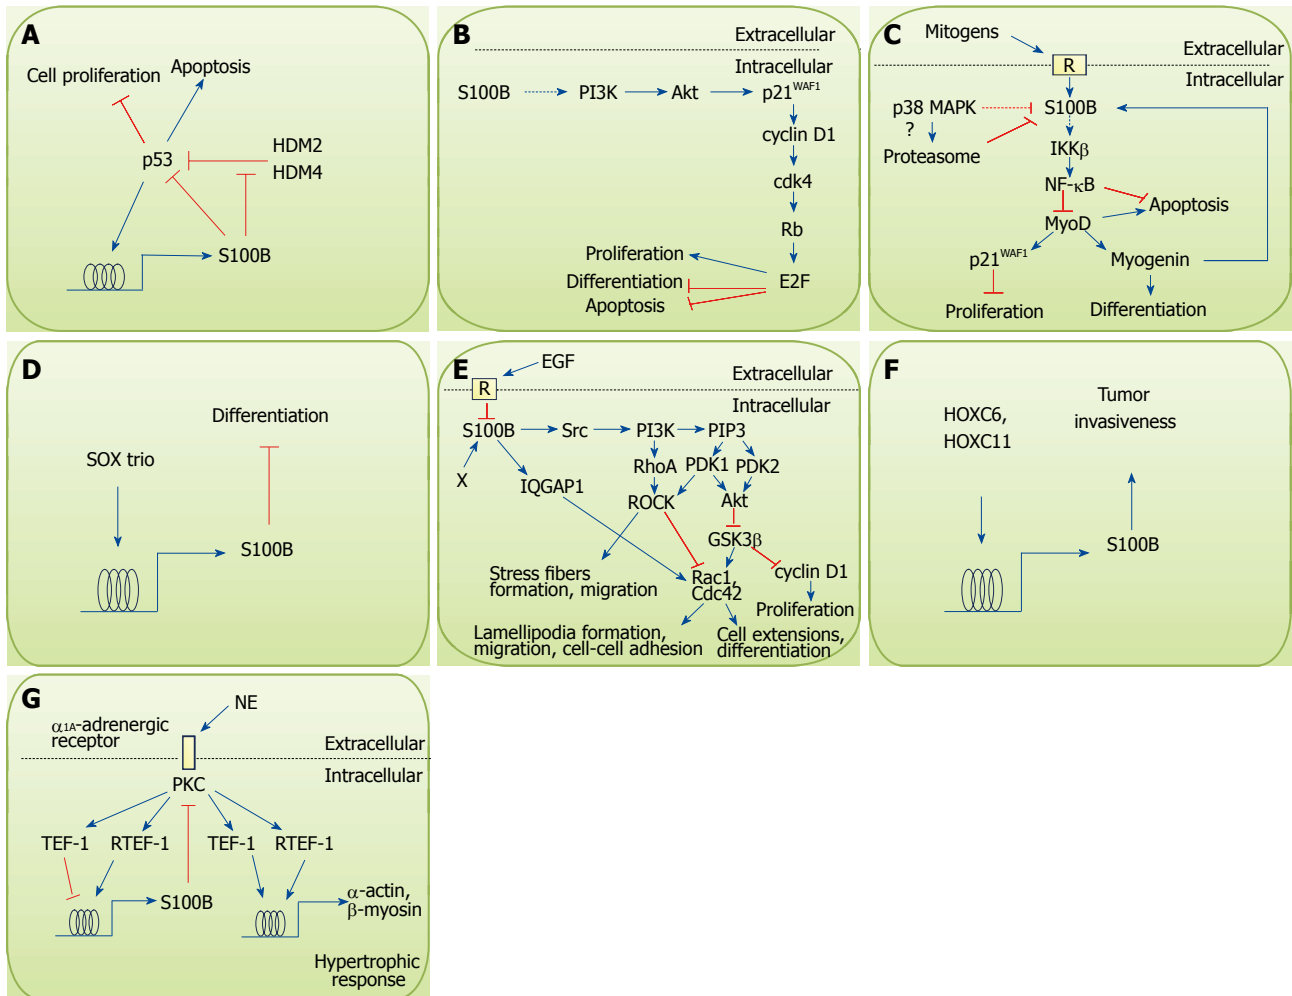 A
Cell proliferation
Apoptosis
p53
HDM2
HDM4
S100B
B
Extracellular
Intracellular
S100B
PI3K
Akt
p21WAF1
cyclin D1
cdk4
Rb
E2F
Proliferation
Differentiation
Apoptosis
C
Mitogens
Extracellular
R
Intracellular
p38 MAPK
S100B
?
Proteasome
IKKβ
NF-κB
Apoptosis
MyoD
p21WAF1
Myogenin
Proliferation
Differentiation
D
Differentiation
SOX trio
S100B
E
EGF
Extracellular
R
Intracellular
S100B
Src
PI3K
PIP3
X
IQGAP1
RhoA
PDK1
PDK2
ROCK
Akt
GSK3β
Stress fibers
formation, migration
Rac1,
Cdc42
cyclin D1
Proliferation
Lamellipodia formation,
migration, cell-cell adhesion
Cell extensions,
differentiation
F
HOXC6,
HOXC11
Tumor
invasiveness
S100B
G
NE
α1A-adrenergic
receptor
Extracellular
Intracellular
PKC
TEF-1
RTEF-1
TEF-1
RTEF-1
S100B
α-actin,
β-myosin
Hypertrophic
response